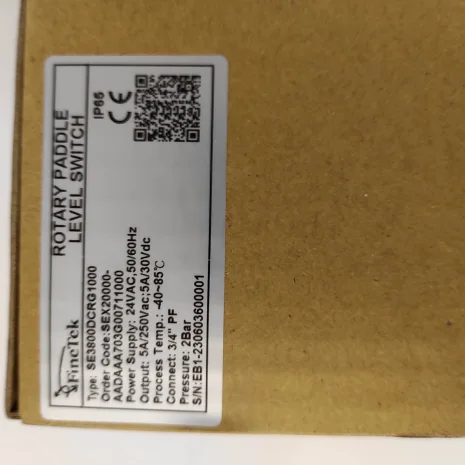 FineTek
ROTARY PADDLE
LEVEL SWITCH
Type: SE3800DCRG1000
IP65
Order Code:SEX20000-
AADAAA703G00711000
CE
Power Supply: 24VAC,50/60Hz
Output: 5A/250Vac;5A/30Vdc
Process Temp.: -40~85℃
Connect: 3/4" PF
Pressure: 2Bar
S/N:EB1-230603600001